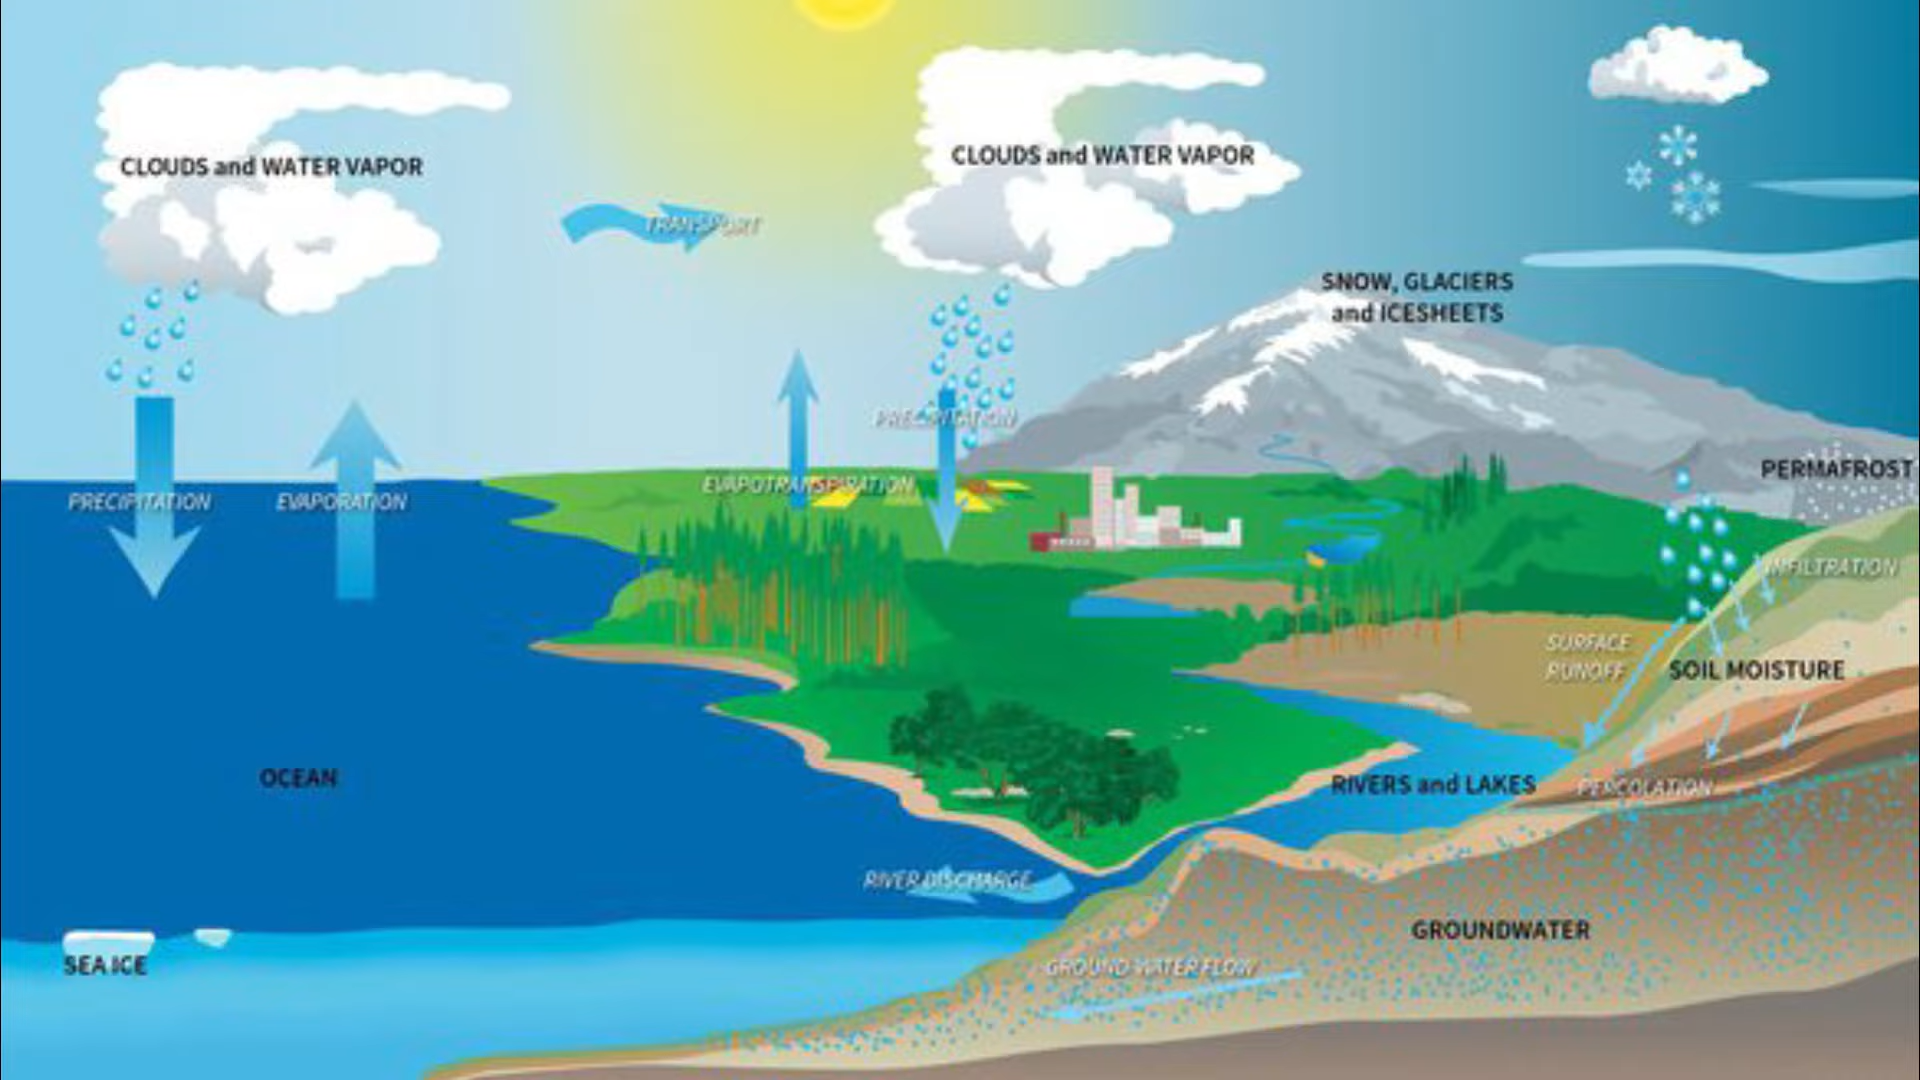 CLOUDS and WATER VAPOR
CLOUDS and WATER VAPOR
TRANSPORT
SNOW, GLACIERS
and ICESHEETS
PRECIPITATION
PERMAFROST
EVAPOTRANSPIRATION
PRECIPITATION
EVAPORATION
INFILTRATION
SURFACE
RUNOFF
SOIL MOISTURE
OCEAN
RIVERS and LAKES
PERCOLATION
RIVER DISCHARGE
GROUNDWATER
SEA ICE
GROUND WATER FLOW